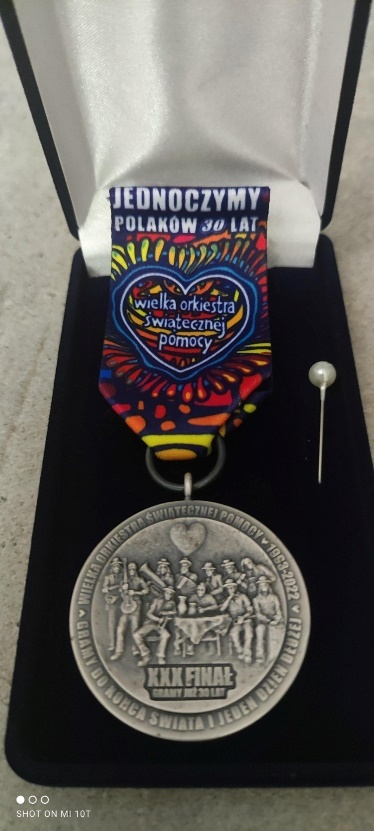 JEDNOCZYMY
POLAKÓW 30 LAT
wielka orkiestra
świątecznej
pomocy
WIELKA ORKIESTRA ŚWIĄTECZNEJ POMOCY • 1993-2022
GRAMY DO KOŃCA ŚWIATA I JEDEN DZIEŃ DŁUŻEJ
XXX FINAŁ
GRAMY JUŻ 30 LAT
SHOT ON MI 10T